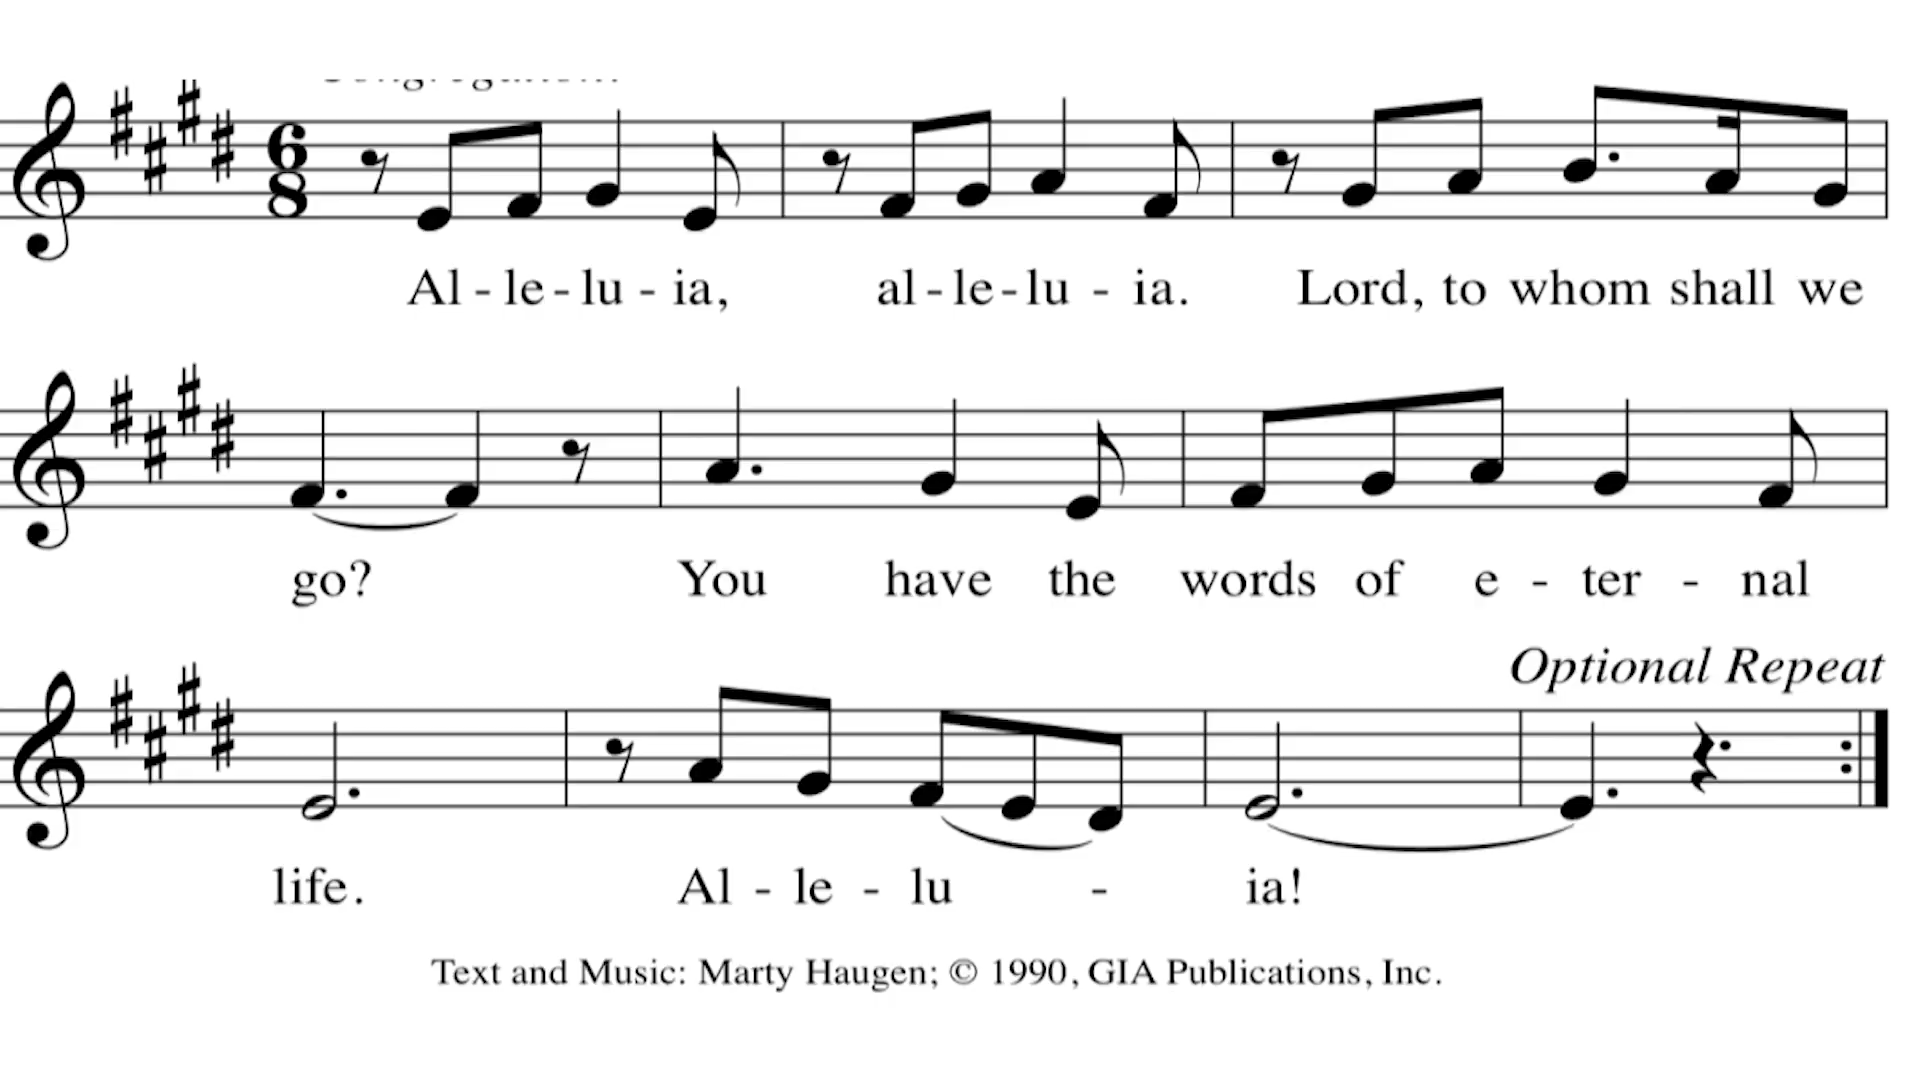 Al - le - lu - ia, al - le - lu - ia. Lord, to whom shall we
go? You have the words of e - ter - nal
Optional Repeat
life. Al - le - lu - ia!
Text and Music: Marty Haugen; © 1990, GIA Publications, Inc.